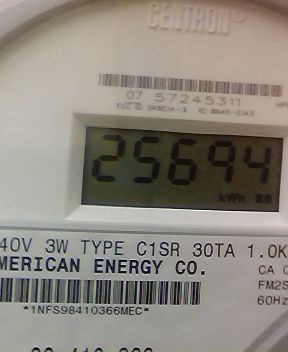 CENTRON®
07 57245311
25694
kWh
40V 3W TYPE C1SR 30TA 1.0K
MERICAN ENERGY CO.
CA 0
FM2S
60Hz
*1NFS98410366MEC*